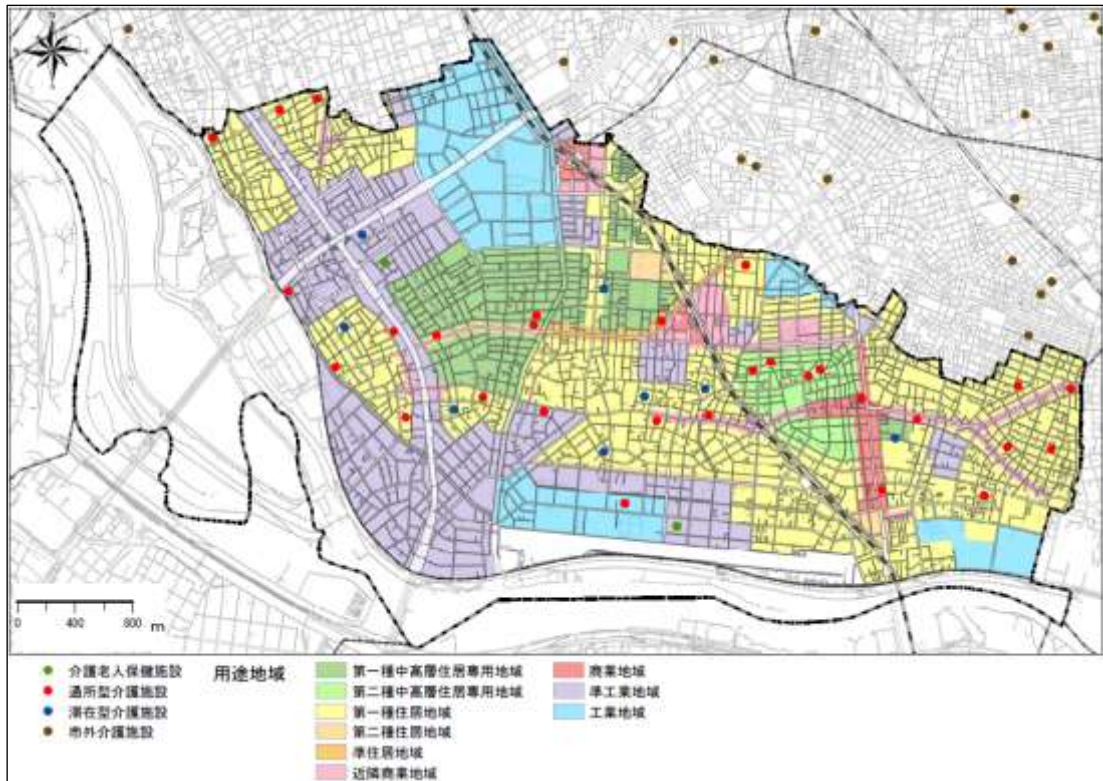 0 400 800 m
介護老人保健施設
通所型介護施設
滞在型介護施設
市外介護施設
用途地域
第一種中高層住居専用地域
第二種中高層住居専用地域
第一種住居地域
第二種住居地域
準住居地域
近隣商業地域
商業地域
準工業地域
工業地域